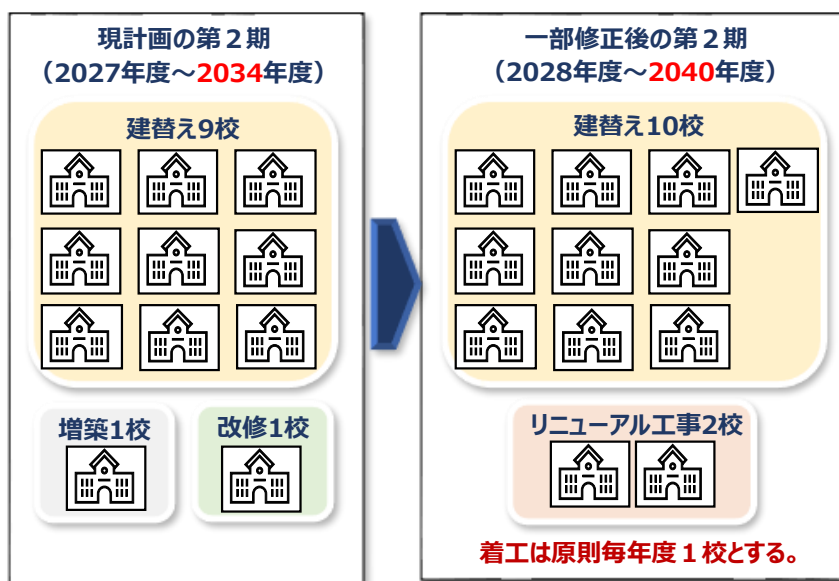 現計画の第２期
（2027年度～2034年度）
建替え9校
増築1校
改修1校
一部修正後の第２期
（2028年度～2040年度）
建替え10校
リニューアル工事2校
着工は原則毎年度１校とする。